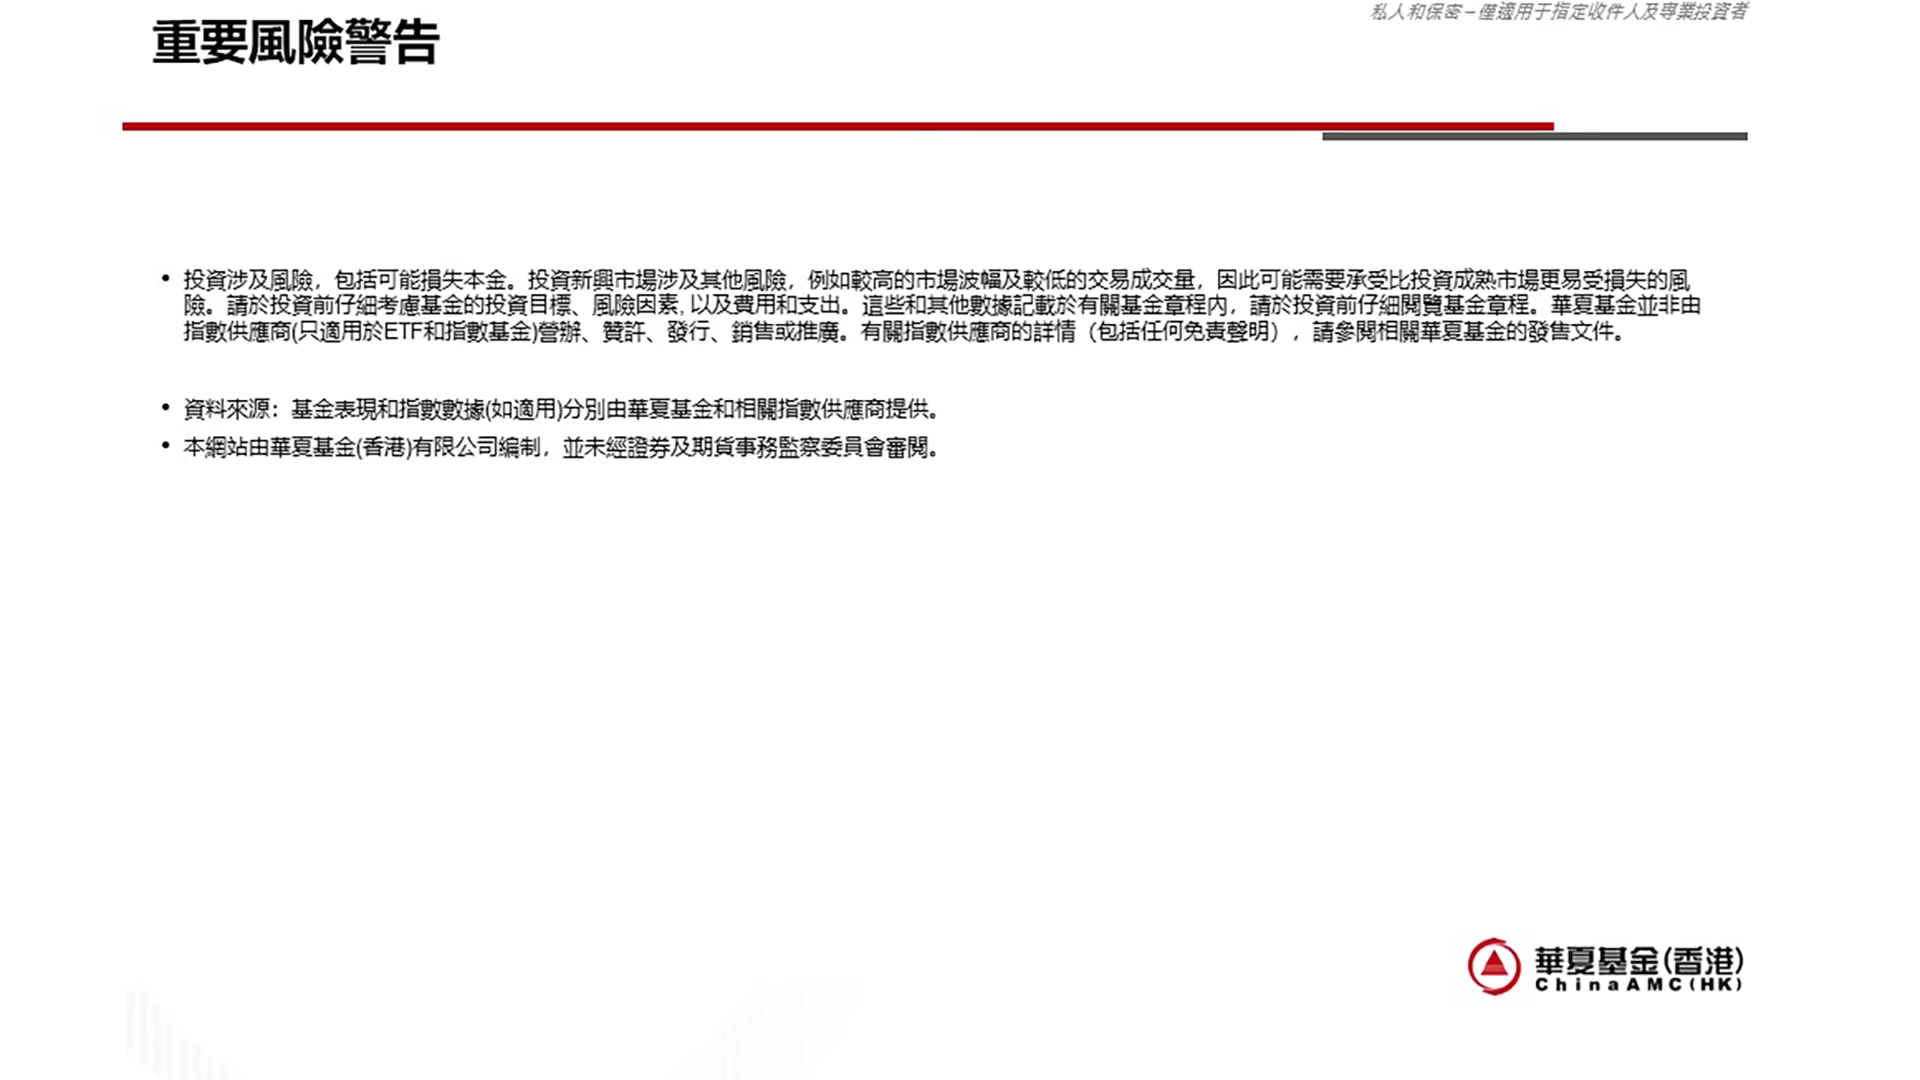 私人和保密 – 僅適用于指定收件人及專業投資者
重要風險警告
• 投資涉及風險，包括可能損失本金。投資新興市場涉及其他風險，例如較高的市場波幅及較低的交易成交量，因此可能需要承受比投資成熟市場更易受損失的風
險。請於投資前仔細考慮基金的投資目標、風險因素, 以及費用和支出。這些和其他數據記載於有關基金章程內，請於投資前仔細閱覽基金章程。華夏基金並非由
指數供應商(只適用於ETF和指數基金)營辦、贊許、發行、銷售或推廣。有關指數供應商的詳情（包括任何免責聲明），請參閱相關華夏基金的發售文件。
• 資料來源：基金表現和指數數據(如適用)分別由華夏基金和相關指數供應商提供。
• 本網站由華夏基金(香港)有限公司编制，並未經證券及期貨事務監察委員會審閱。
華夏基金(香港)
ChinaAMC(HK)